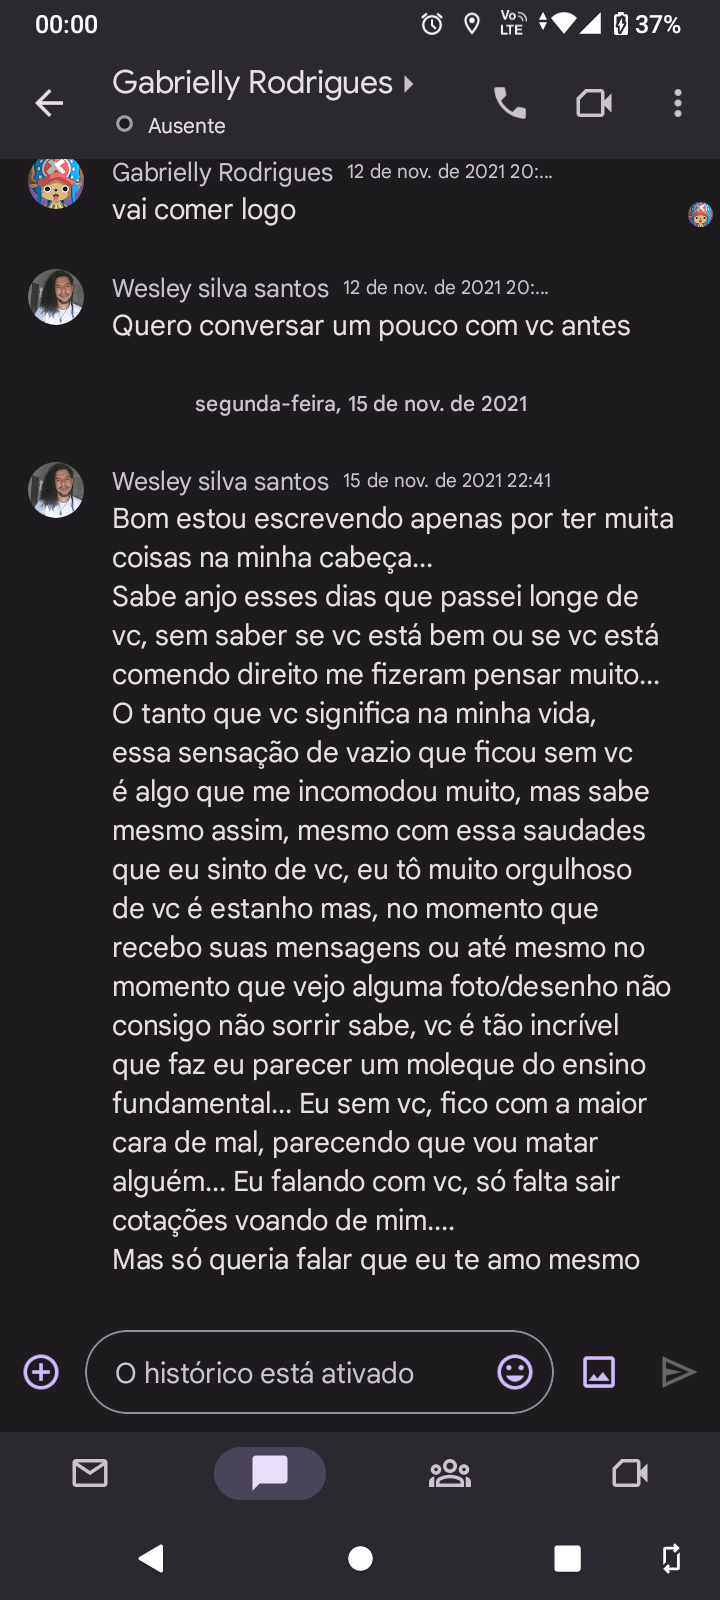 00:00
Vo
LTE
37%
Gabrielly Rodrigues
Ausente
Gabrielly Rodrigues 12 de nov. de 2021 20:...
vai comer logo
Wesley silva santos 12 de nov. de 2021 20:...
Quero conversar um pouco com vc antes
segunda-feira, 15 de nov. de 2021
Wesley silva santos 15 de nov. de 2021 22:41
Bom estou escrevendo apenas por ter muita
coisas na minha cabeça...
Sabe anjo esses dias que passei longe de
vc, sem saber se vc está bem ou se vc está
comendo direito me fizeram pensar muito...
O tanto que vc significa na minha vida,
essa sensação de vazio que ficou sem vc
é algo que me incomodou muito, mas sabe
mesmo assim, mesmo com essa saudades
que eu sinto de vc, eu tô muito orgulhoso
de vc é estanho mas, no momento que
recebo suas mensagens ou até mesmo no
momento que vejo alguma foto/desenho não
consigo não sorrir sabe, vc é tão incrível
que faz eu parecer um moleque do ensino
fundamental... Eu sem vc, fico com a maior
cara de mal, parecendo que vou matar
alguém... Eu falando com vc, só falta sair
cotações voando de mim....
Mas só queria falar que eu te amo mesmo
O histórico está ativado